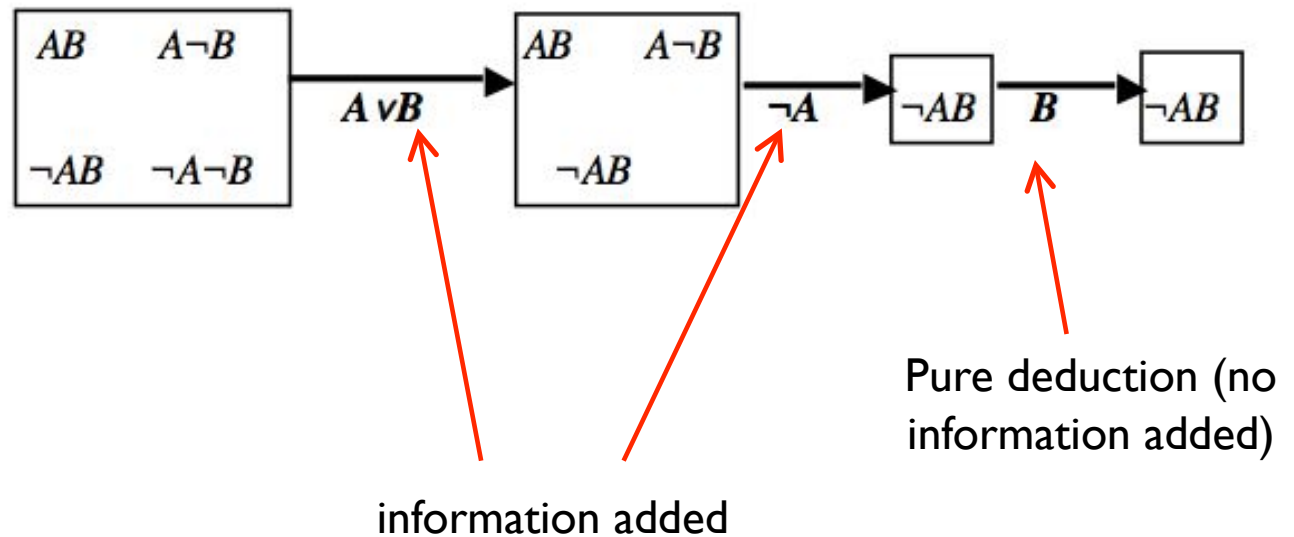 AB A¬B
¬AB ¬A¬B
A ∨B
AB A¬B
¬AB
¬A
¬AB
B
¬AB
Pure deduction (no
information added)
information added